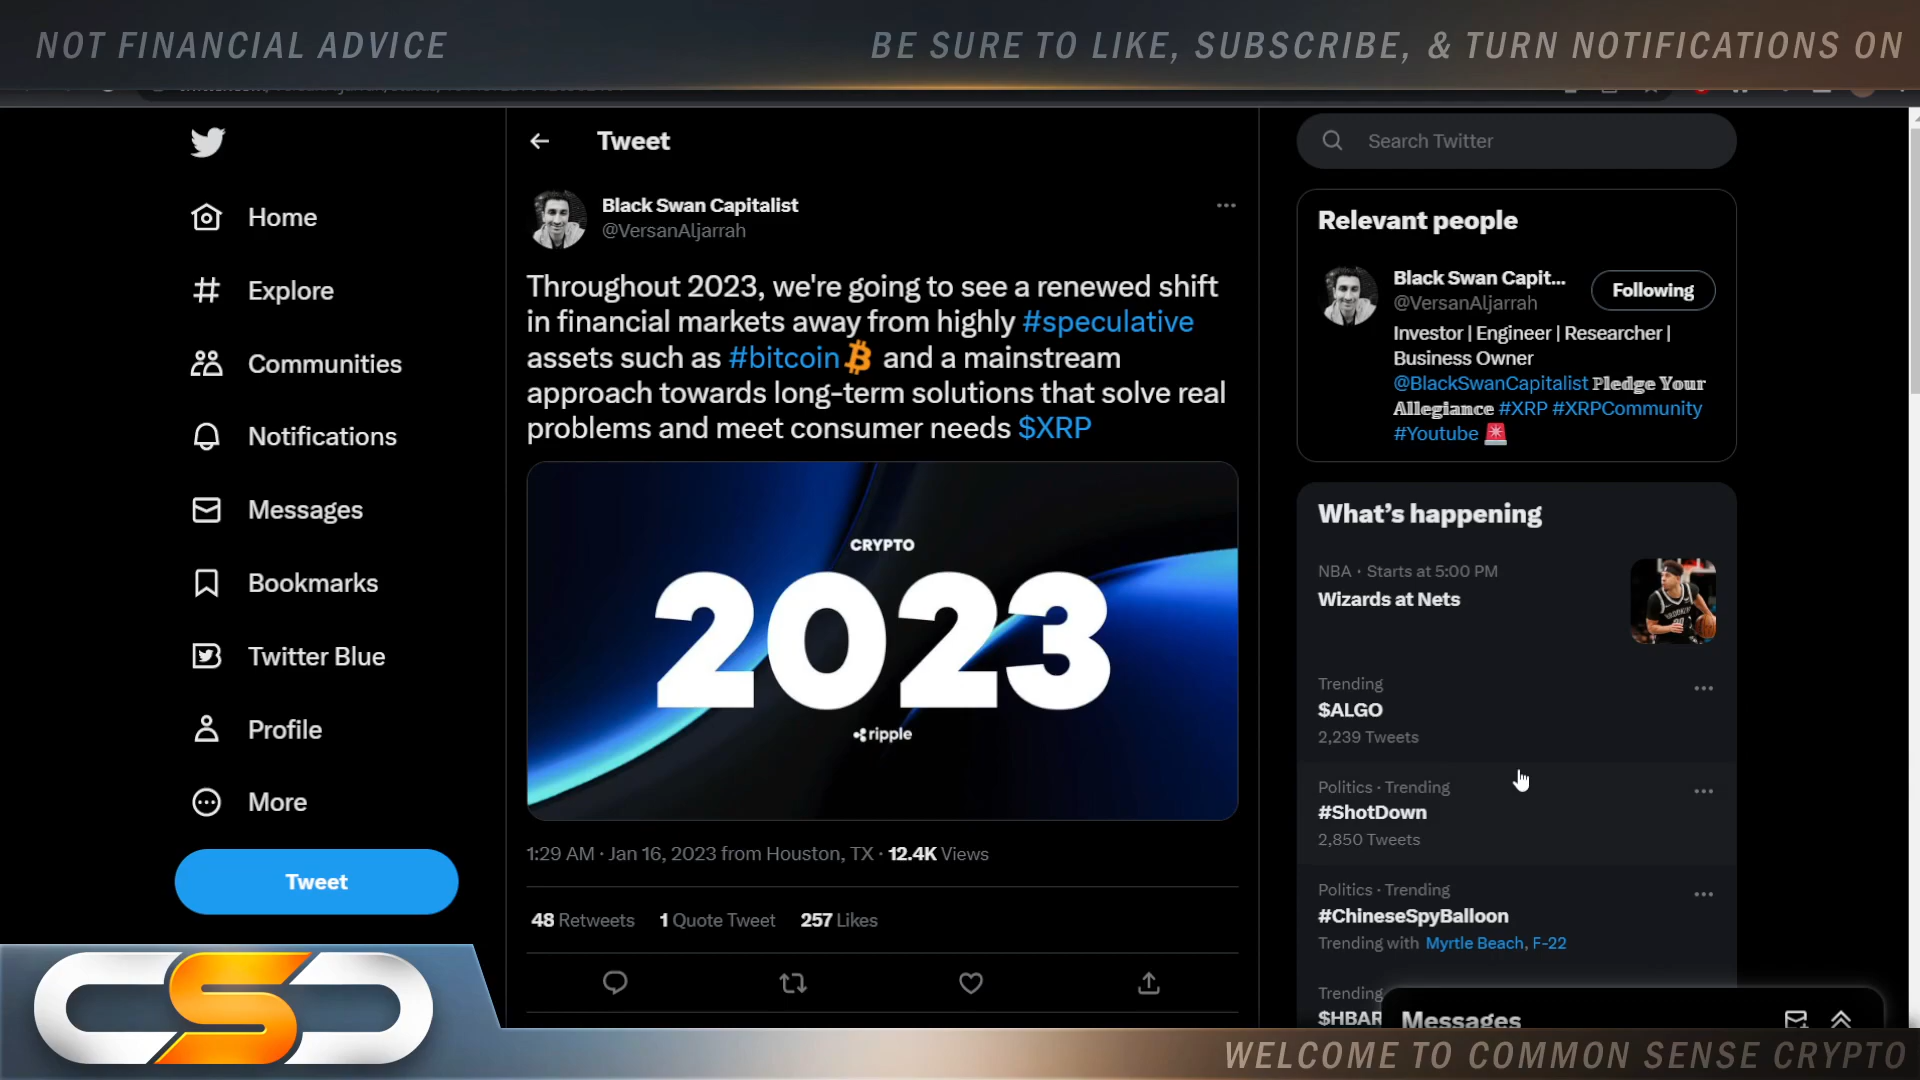 NOT FINANCIAL ADVICE
BE SURE TO LIKE, SUBSCRIBE, & TURN NOTIFICATIONS ON
Home
Explore
Communities
Notifications
Messages
Bookmarks
Twitter Blue
Profile
More
Tweet
Tweet
Black Swan Capitalist
@VersanAljarrah
Throughout 2023, we're going to see a renewed shift
in financial markets away from highly #speculative
assets such as #bitcoin and a mainstream
approach towards long-term solutions that solve real
problems and meet consumer needs $XRP
CRYPTO
2023
ripple
1:29 AM · Jan 16, 2023 from Houston, TX · 12.4K Views
48 Retweets 1 Quote Tweet 257 Likes
Search Twitter
Relevant people
Black Swan Capit...
@VersanAljarrah
Following
Investor | Engineer | Researcher |
Business Owner
@BlackSwanCapitalist 𝕻ledge 𝖄our
𝕬llegiance #XRP #XRPCommunity
#Youtube
What's happening
NBA · Starts at 5:00 PM
Wizards at Nets
Trending
$ALGO
2,239 Tweets
Politics · Trending
#ShotDown
2,850 Tweets
Politics · Trending
#ChineseSpyBalloon
Trending with Myrtle Beach, F-22
Trending
$HBAR
Messages
CSC
WELCOME TO COMMON SENSE CRYPTO